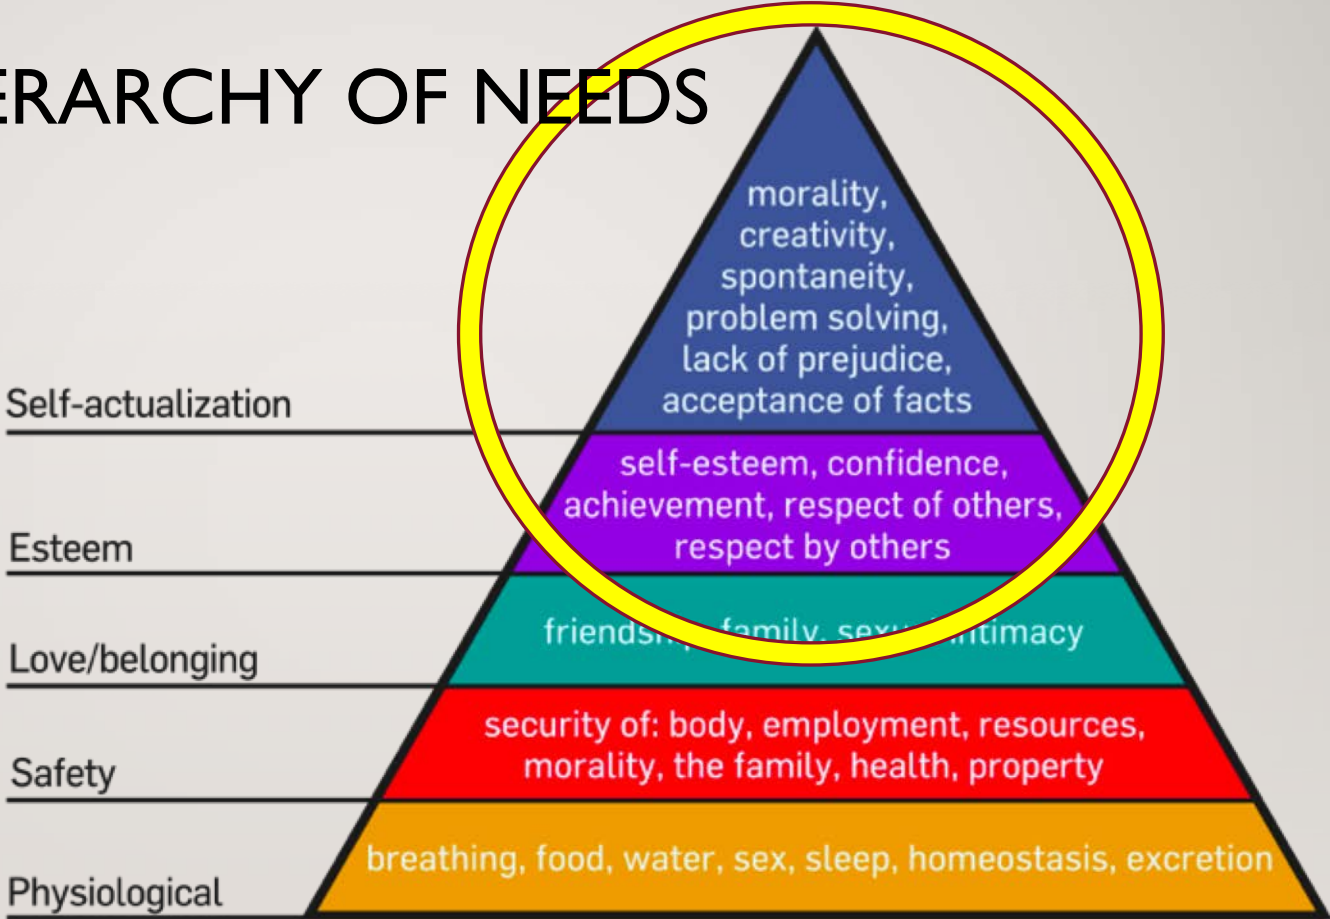 ERARCHY OF NEEDS
morality,
creativity,
spontaneity,
problem solving,
lack of prejudice,
acceptance of facts
Self-actualization
self-esteem, confidence,
achievement, respect of others,
respect by others
Esteem
family, intimacy
Love/belonging
security of: body, employment, resources,
morality, the family, health, property
Safety
breathing, food, water, sex, sleep, homeostasis, excretion
Physiological